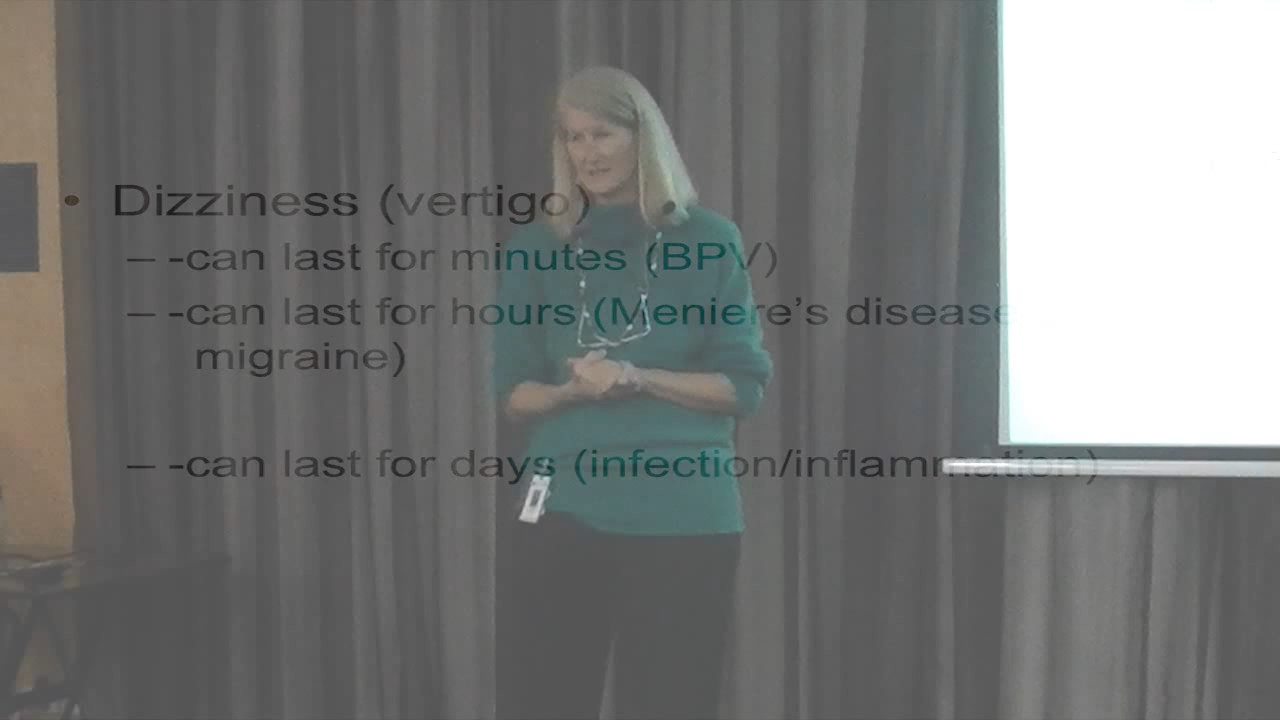 • Dizziness (vertigo)
– -can last for minutes (BPV)
– -can last for hours (Meniere’s disease
migraine)
– -can last for days (infection/inflammation)